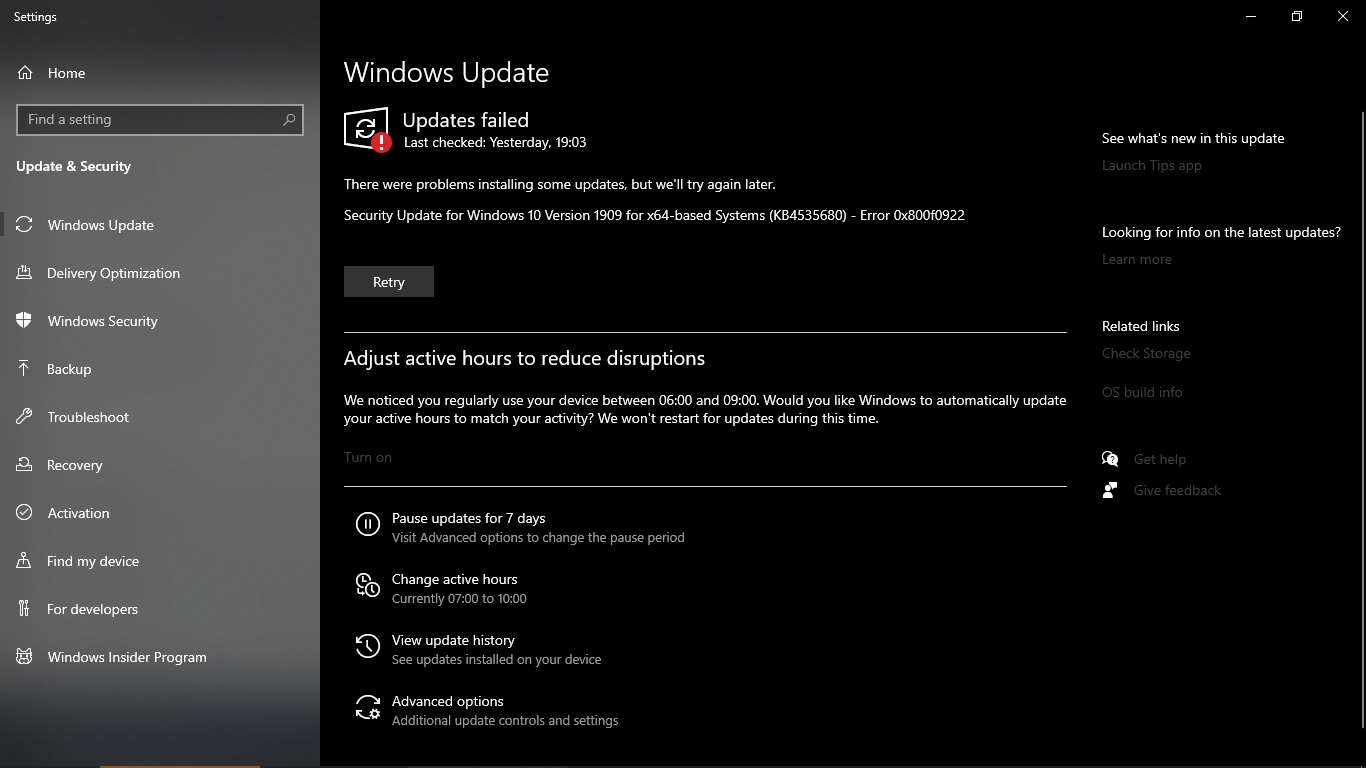 Settings
Home
Find a setting
Update & Security
Windows Update
Delivery Optimization
Windows Security
Backup
Troubleshoot
Recovery
Activation
Find my device
For developers
Windows Insider Program
Windows Update
Updates failed
Last checked: Yesterday, 19:03
There were problems installing some updates, but we'll try again later.
Security Update for Windows 10 Version 1909 for x64-based Systems (KB4535680) - Error 0x800f0922
Retry
Adjust active hours to reduce disruptions
We noticed you regularly use your device between 06:00 and 09:00. Would you like Windows to automatically update
your active hours to match your activity? We won't restart for updates during this time.
Turn on
Pause updates for 7 days
Visit Advanced options to change the pause period
Change active hours
Currently 07:00 to 10:00
View update history
See updates installed on your device
Advanced options
Additional update controls and settings
See what's new in this update
Launch Tips app
Looking for info on the latest updates?
Learn more
Related links
Check Storage
OS build info
Get help
Give feedback